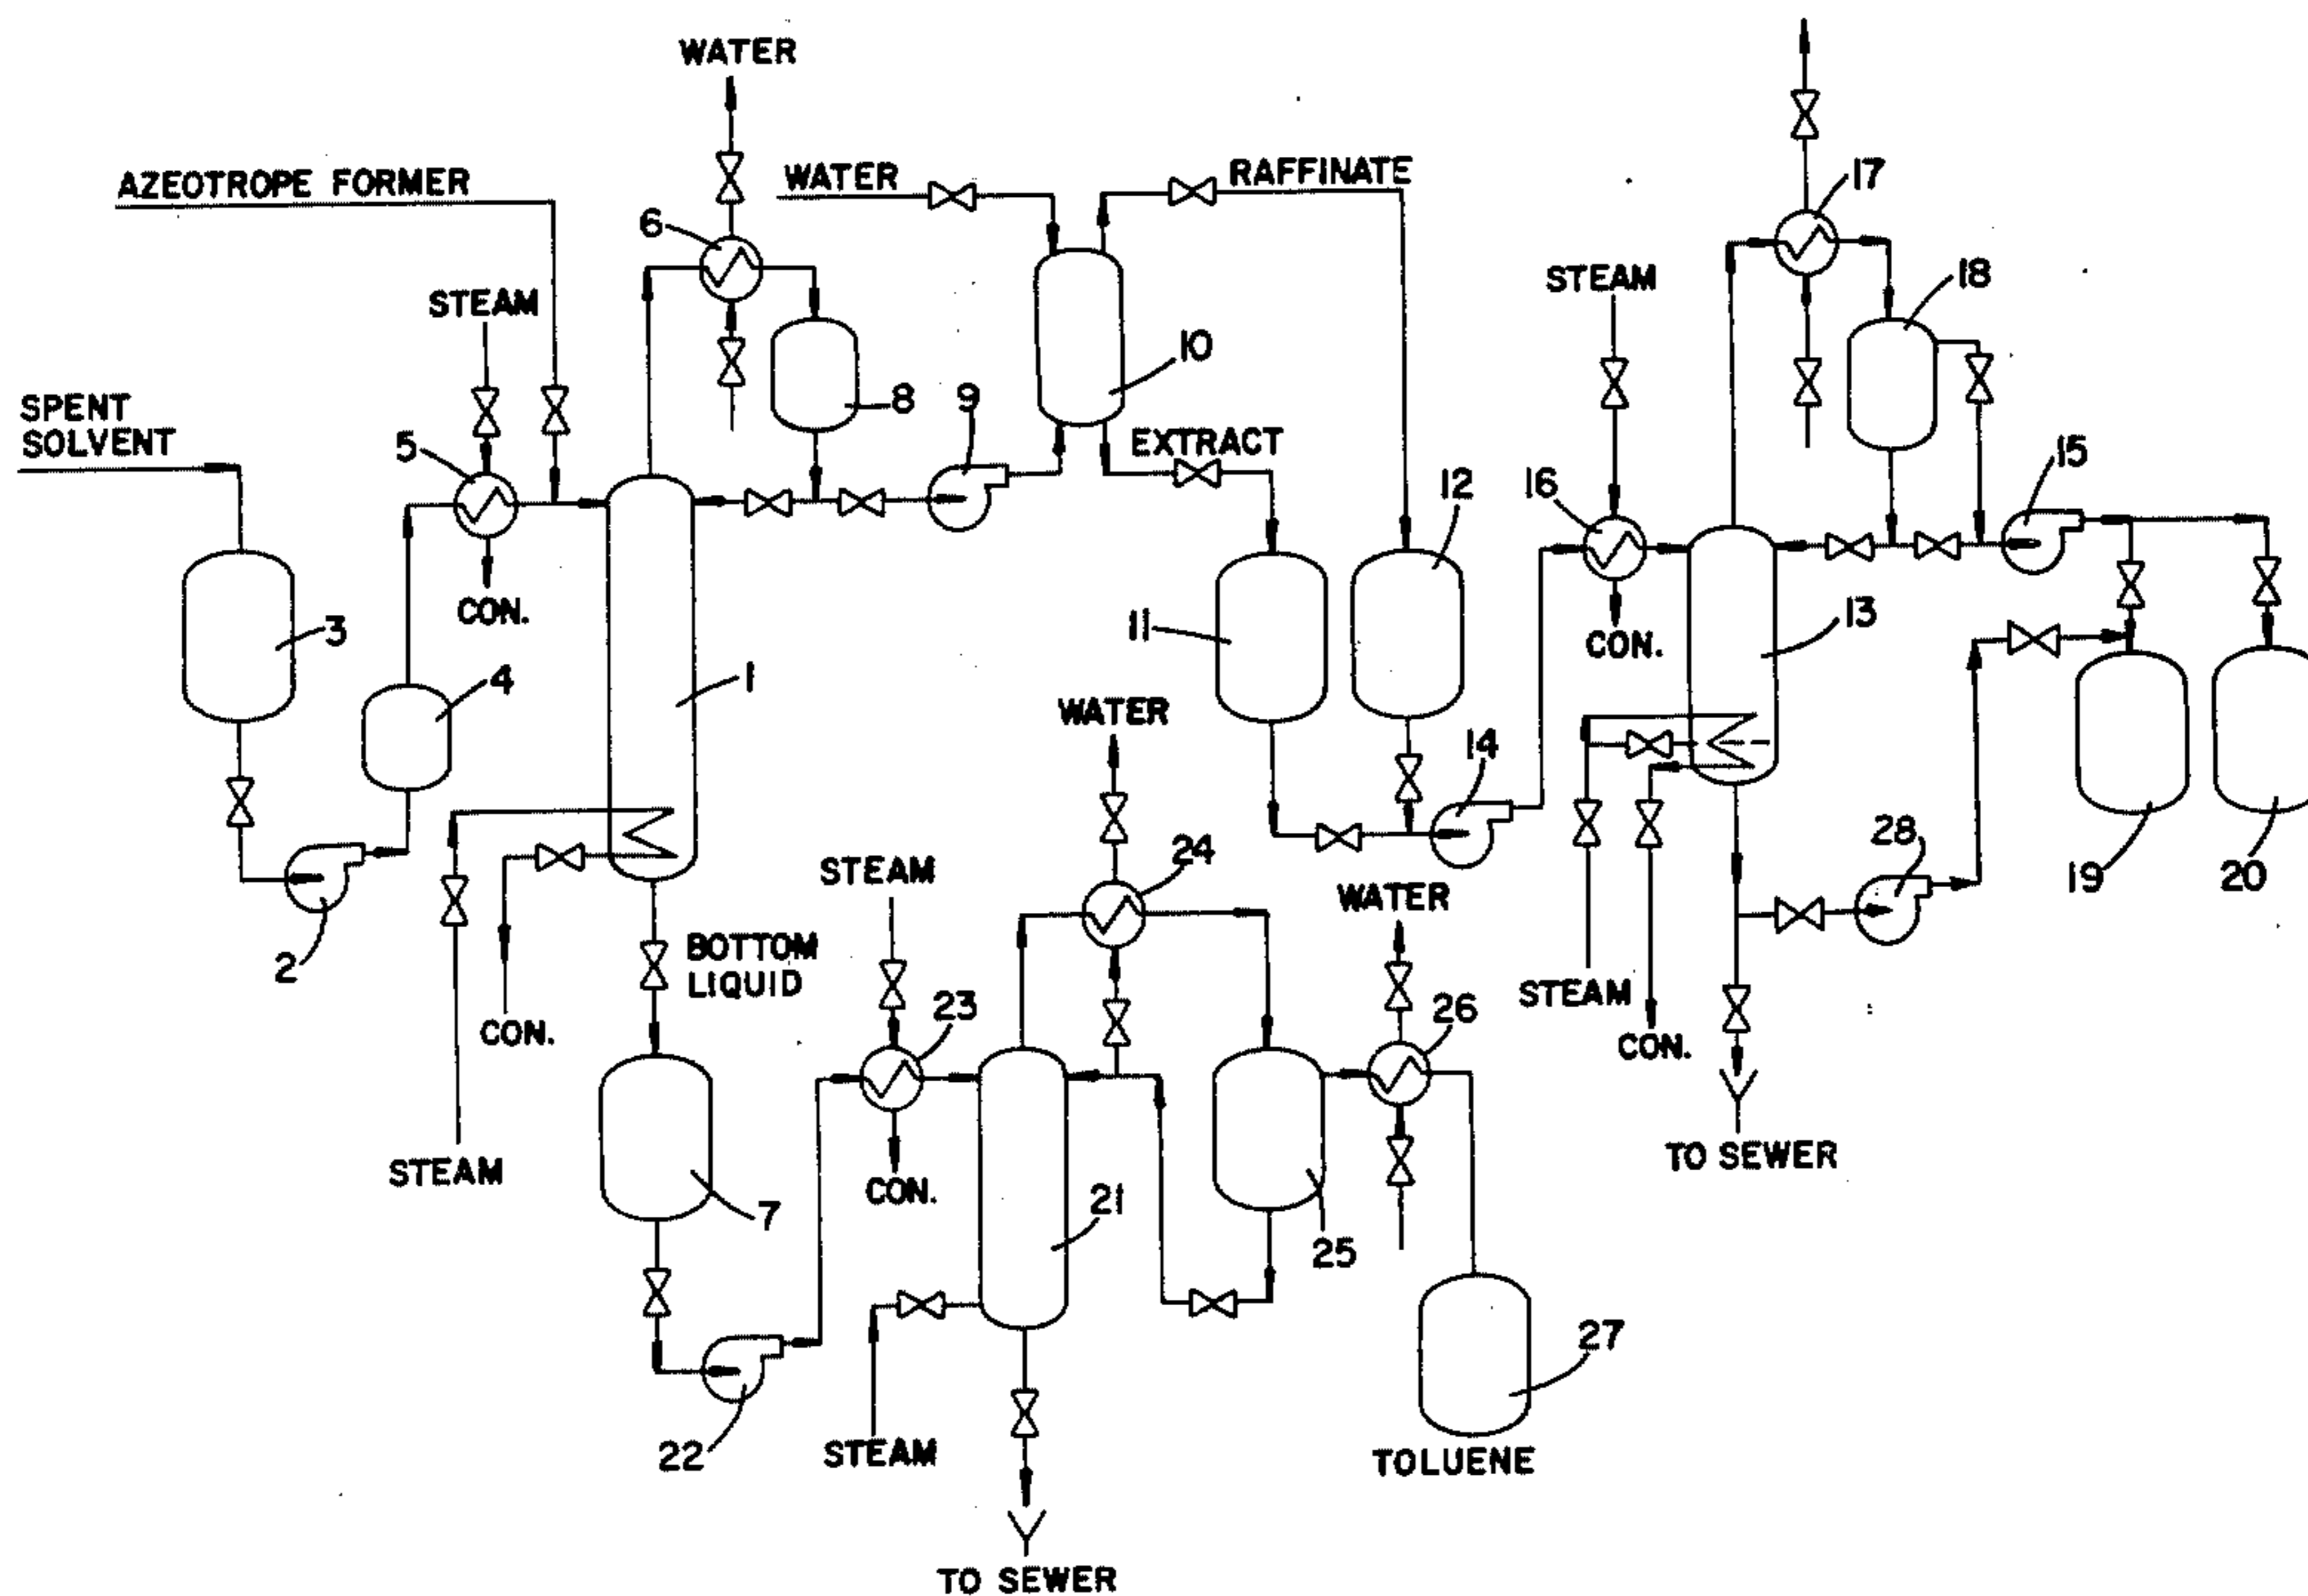 WATER
17
AZEOTROPE FORMER
WATER
RAFFINATE
6
STEAM
STEAM
18
10
SPENT
SOLVENT
5
8
9
EXTRACT
12
16
15
CON.
3
4
1
11
CON.
13
WATER
14
2
BOTTOM
LIQUID
STEAM
24
WATER
28
19
20
CON.
23
26
STEAM
CON.
STEAM
7
CON.
21
25
TO SEWER
22
STEAM
27
TOLUENE
TO SEWER